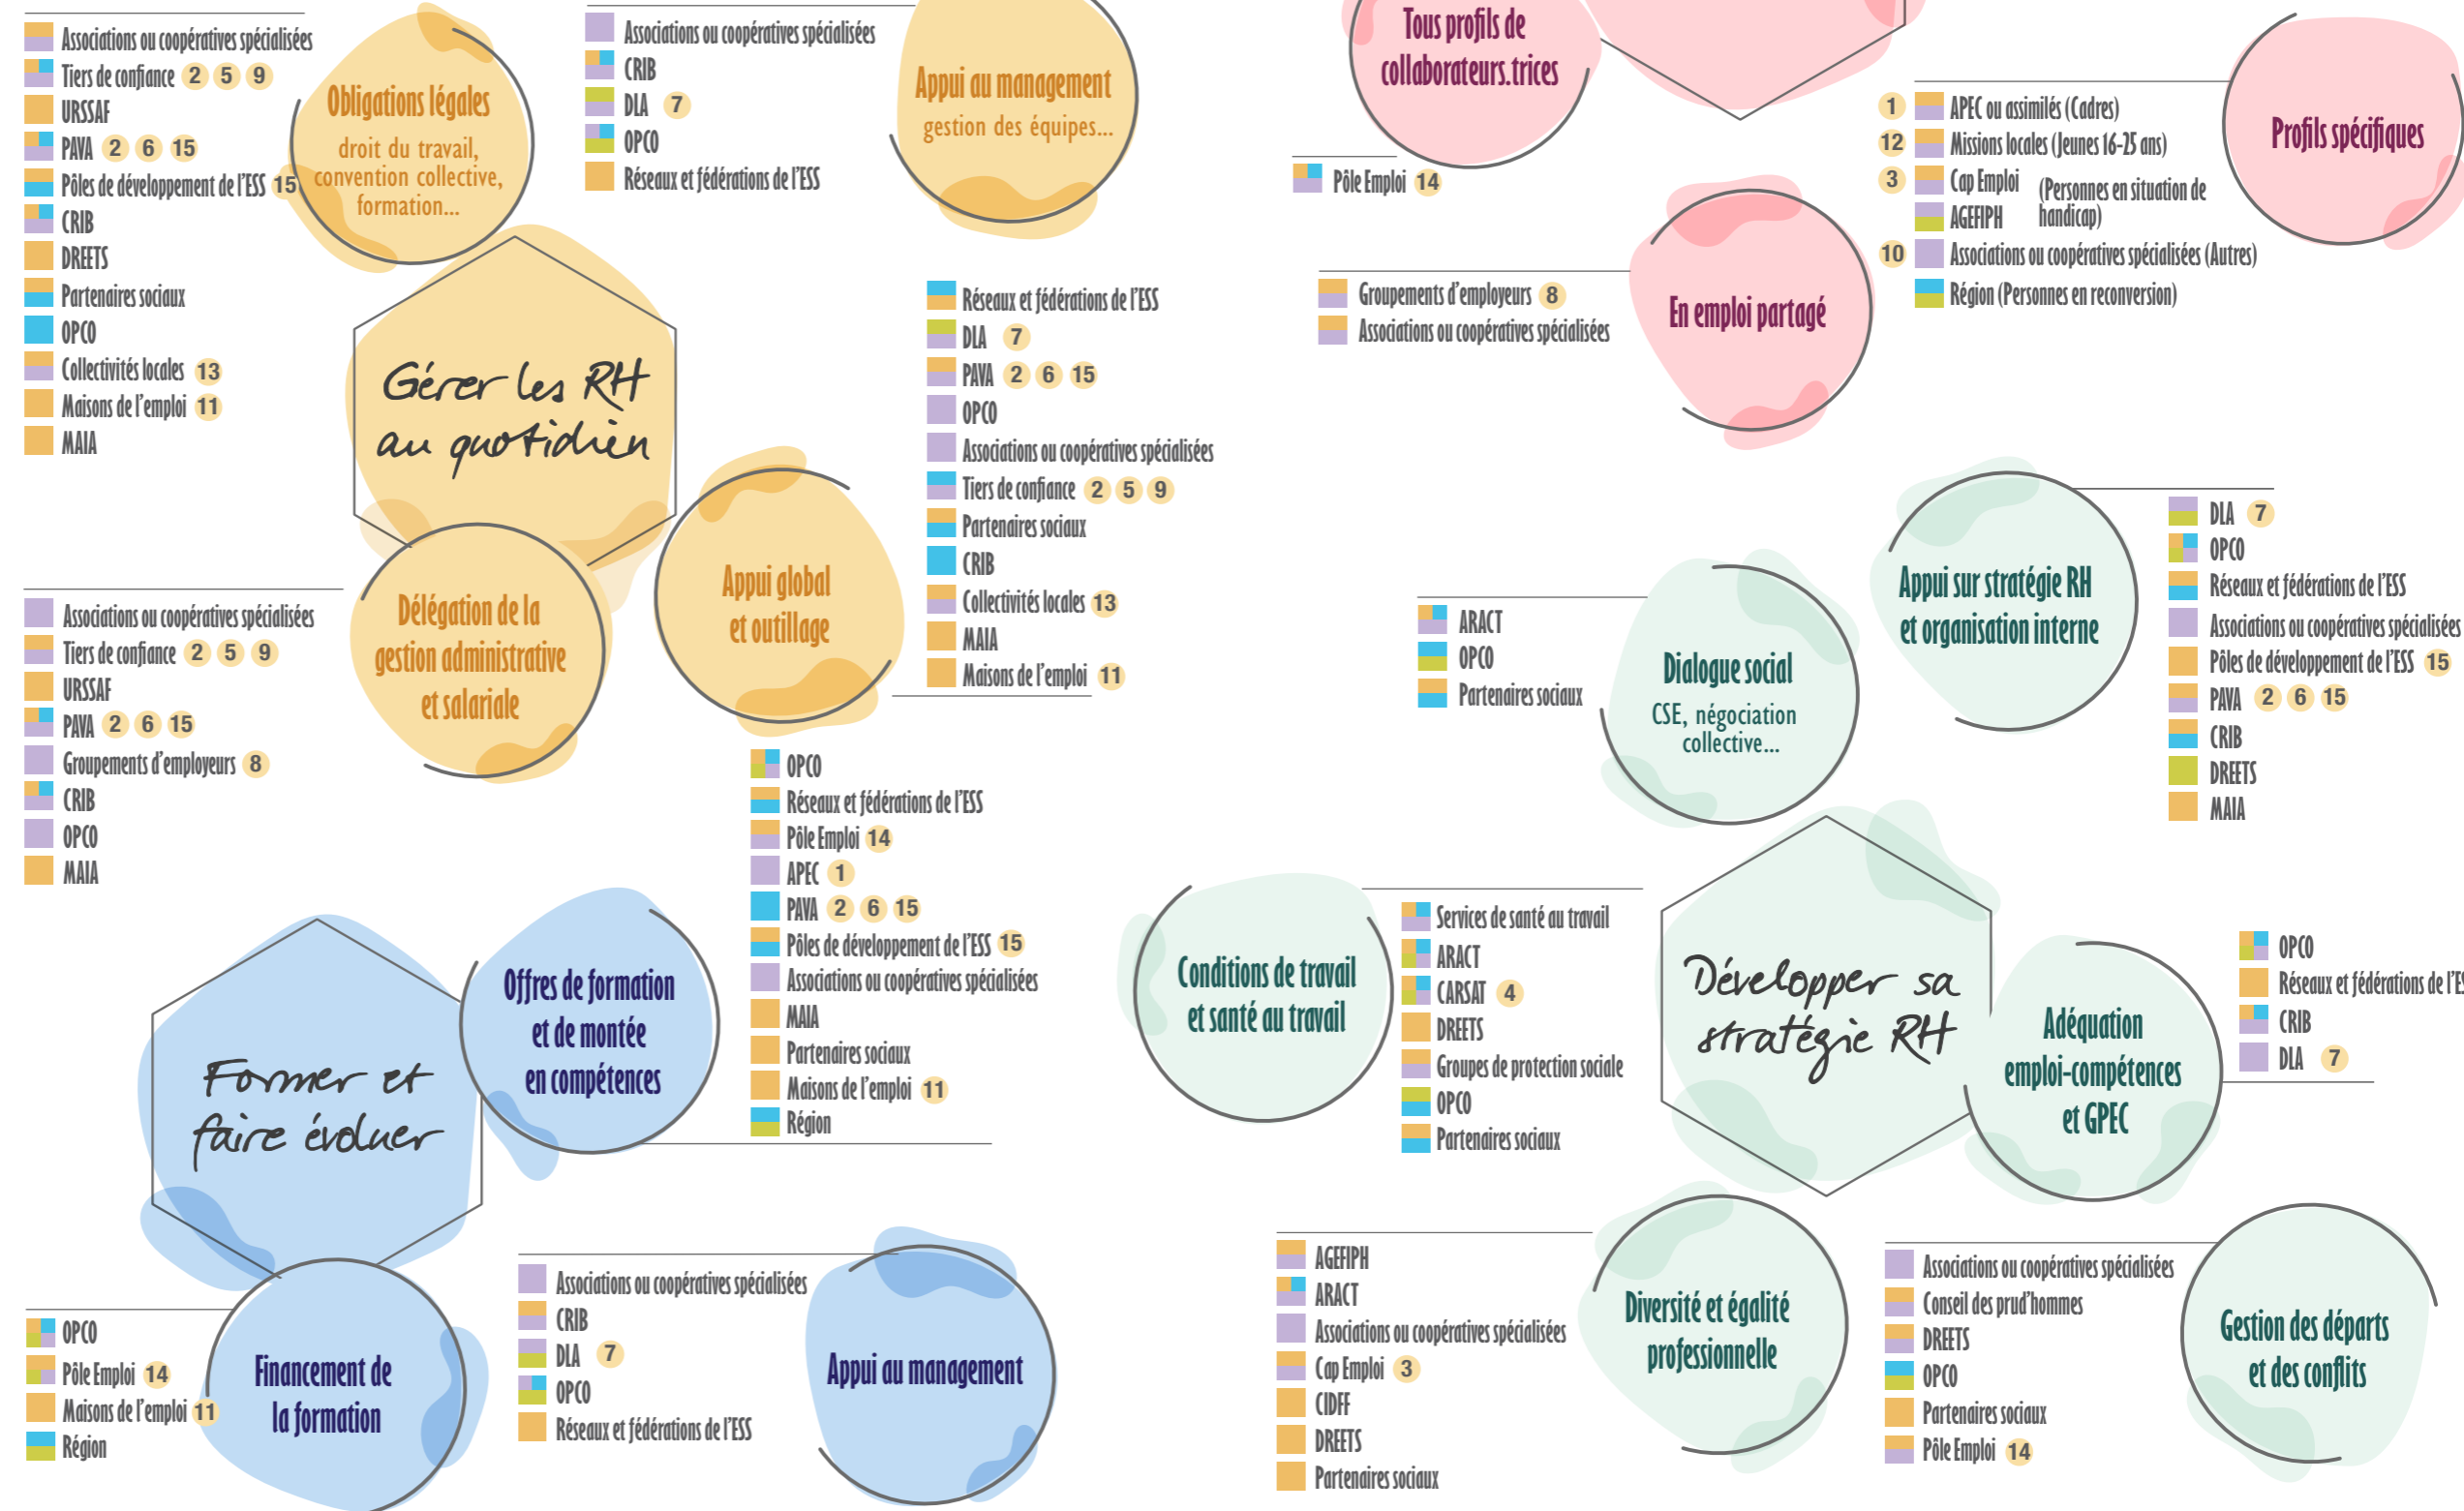 Associations ou coopératives spécialisées
Tiers de confiance 2 5 9
URSSAF
PAVA 2 6 15
Pôles de développement de l'ESS 15
CRIB
DREETS
Partenaires sociaux
OPCO
Collectivités locales 13
Maisons de l'emploi 11
MAIA
Obligations légales
droit du travail,
convention collective,
formation...
Associations ou coopératives spécialisées
CRIB
DLA 7
OPCO
Réseaux et fédérations de l'ESS
Appui au management
gestion des équipes...
Gérer les RH
au quotidien
Réseaux et fédérations de l'ESS
DLA 7
PAVA 2 6 15
OPCO
Associations ou coopératives spécialisées
Tiers de confiance 2 5 9
Partenaires sociaux
CRIB
Collectivités locales 13
MAIA
Maisons de l'emploi 11
Appui global
et outillage
Associations ou coopératives spécialisées
Tiers de confiance 2 5 9
URSSAF
PAVA 2 6 15
Groupements d'employeurs 8
CRIB
OPCO
MAIA
Délégation de la
gestion administrative
et salariale
Tous profils de
collaborateurs.trices
Pôle Emploi 14
1 APEC ou assimilés (Cadres)
12 Missions locales (Jeunes 16-25 ans)
3 Cap Emploi
AGEFIPH
(Personnes en situation de
handicap)
10 Associations ou coopératives spécialisées (Autres)
Région (Personnes en reconversion)
Profils spécifiques
Groupements d'employeurs 8
Associations ou coopératives spécialisées
En emploi partagé
Appui sur stratégie RH
et organisation interne
DLA 7
OPCO
Réseaux et fédérations de l'ESS
Associations ou coopératives spécialisées
Pôles de développement de l'ESS 15
PAVA 2 6 15
CRIB
DREETS
MAIA
ARACT
OPCO
Partenaires sociaux
Dialogue social
CSE, négociation
collective...
Former et
faire évoluer
Offres de formation
et de montée
en compétences
OPCO
Réseaux et fédérations de l'ESS
Pôle Emploi 14
APEC 1
PAVA 2 6 15
Pôles de développement de l'ESS 15
Associations ou coopératives spécialisées
MAIA
Partenaires sociaux
Maisons de l'emploi 11
Région
Conditions de travail
et santé au travail
Services de santé au travail
ARACT
CARSAT 4
DREETS
Groupes de protection sociale
OPCO
Partenaires sociaux
Développer sa
stratégie RH
Adéquation
emploi-compétences
et GPEC
OPCO
Réseaux et fédérations de l'ES
CRIB
DLA 7
OPCO
Pôle Emploi 14
Maisons de l'emploi 11
Région
Financement de
la formation
Associations ou coopératives spécialisées
CRIB
DLA 7
OPCO
Réseaux et fédérations de l'ESS
Appui au management
AGEFIPH
ARACT
Associations ou coopératives spécialisées
Cap Emploi 3
CIDFF
DREETS
Partenaires sociaux
Diversité et égalité
professionnelle
Associations ou coopératives spécialisées
Conseil des prud'hommes
DREETS
OPCO
Partenaires sociaux
Pôle Emploi 14
Gestion des départs
et des conflits